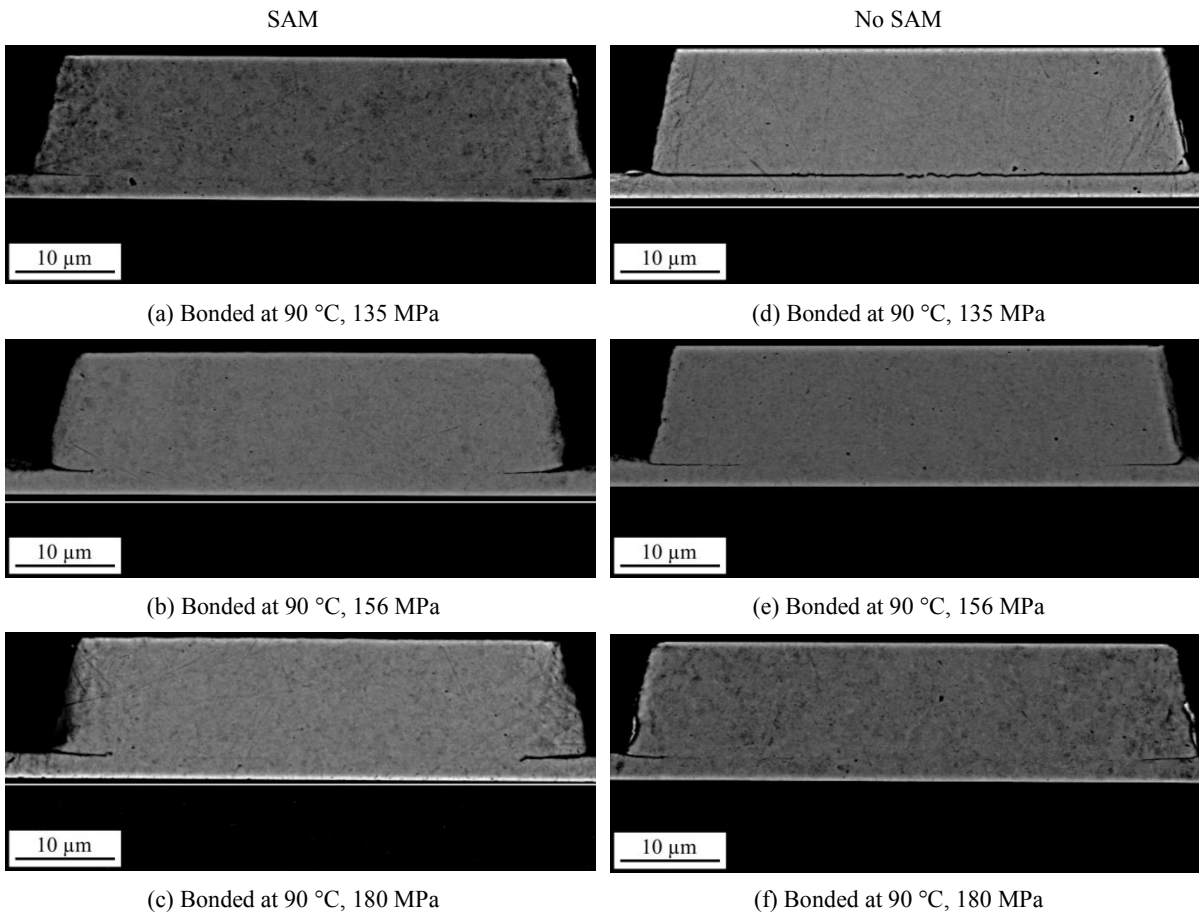 SAM
No SAM
10 µm
10 µm
(a) Bonded at 90 °C, 135 MPa
(d) Bonded at 90 °C, 135 MPa
10 µm
10 µm
(b) Bonded at 90 °C, 156 MPa
(e) Bonded at 90 °C, 156 MPa
10 µm
10 µm
(c) Bonded at 90 °C, 180 MPa
(f) Bonded at 90 °C, 180 MPa